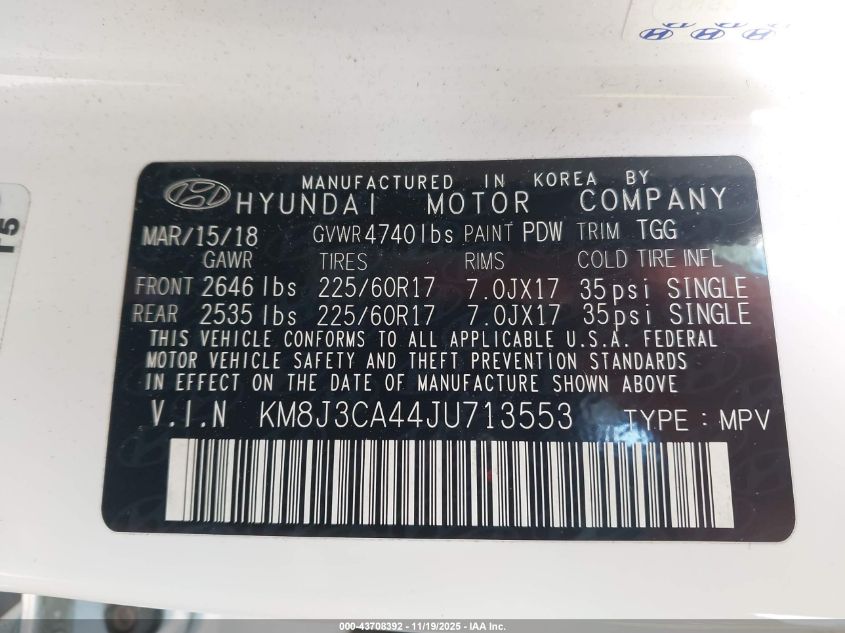 MANUFACTURED IN KOREA BY
HYUNDAI MOTOR COMPANY
MAR/15/18 GVWR 4740lbs PAINT PDW TRIM TGG
GAWR TIRES RIMS COLD TIRE INFL
FRONT 2646 lbs 225/60R17 7.0JX17 35psi SINGLE
REAR 2535 lbs 225/60R17 7.0JX17 35psi SINGLE
THIS VEHICLE CONFORMS TO ALL APPLICABLE U.S.A. FEDERAL
MOTOR VEHICLE SAFETY AND THEFT PREVENTION STANDARDS
IN EFFECT ON THE DATE OF MANUFACTURE SHOWN ABOVE
V.I.N KM8J3CA44JU713553 TYPE : MPV
000-43708392 - 11/19/2025 - IAA Inc.